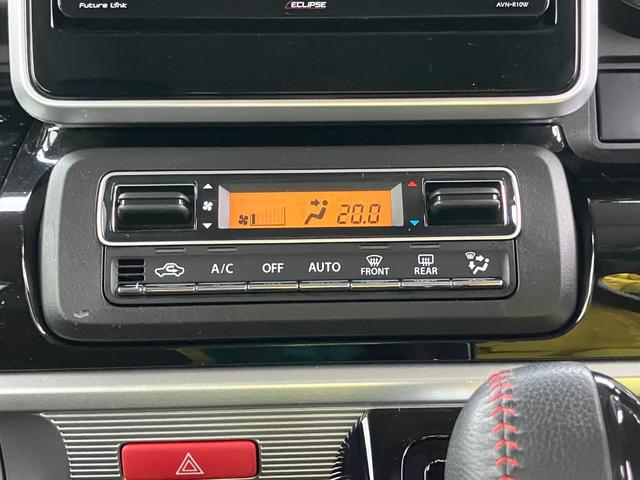 Future Link ECLIPSE AVN-R10W
20.0
A/C OFF AUTO FRONT REAR